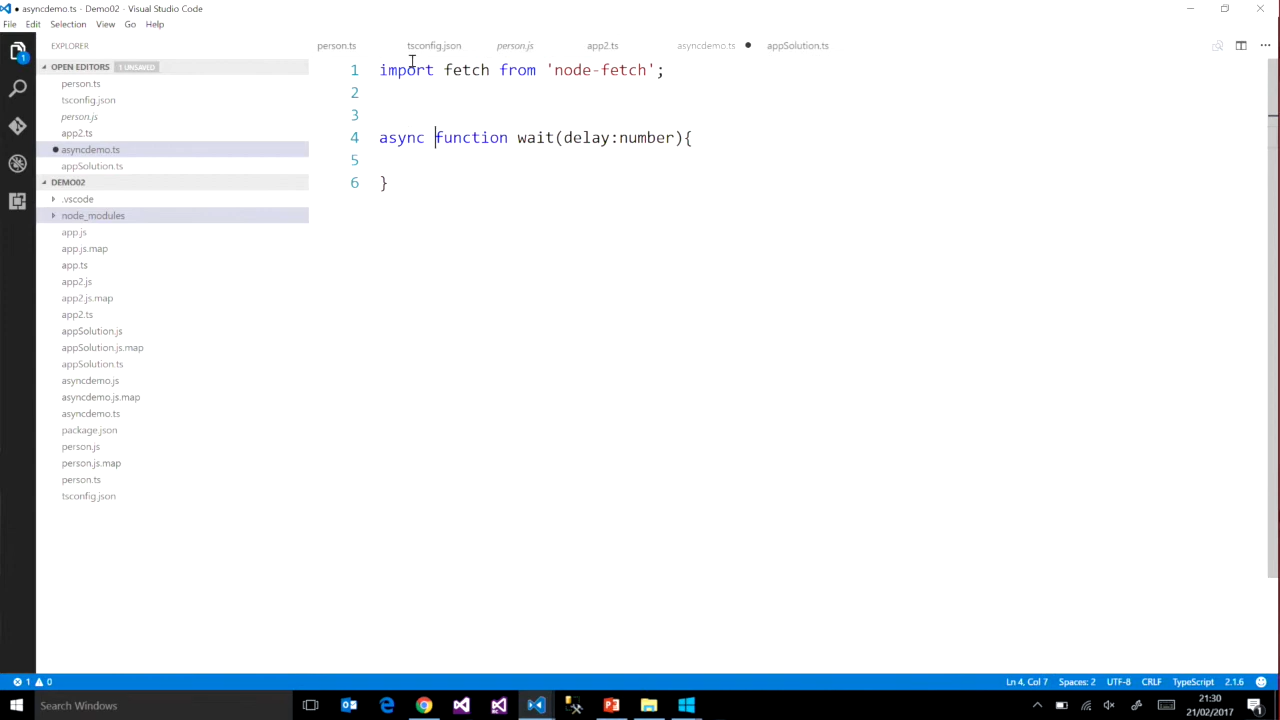 ● asyncdemo.ts - Demo02 - Visual Studio Code
File Edit Selection View Go Help
EXPLORER
OPEN EDITORS 1 UNSAVED
person.ts
tsconfig.json
person.js
app2.ts
● asyncdemo.ts
appSolution.ts
DEMO02
.vscode
node_modules
app.js
app.js.map
app.ts
app2.js
app2.js.map
app2.ts
appSolution.js
appSolution.js.map
appSolution.ts
asyncdemo.js
asyncdemo.js.map
asyncdemo.ts
package.json
person.js
person.js.map
person.ts
tsconfig.json
1
person.ts tsconfig.json person.js app2.ts asyncdemo.ts ● appSolution.ts
1 import fetch from 'node-fetch';
2
3
4 async function wait(delay:number){
5
6 }
1 0 Ln 4, Col 7 Spaces: 2 UTF-8 CRLF TypeScript 2.1.6
Search Windows
21:30
21/02/2017
1